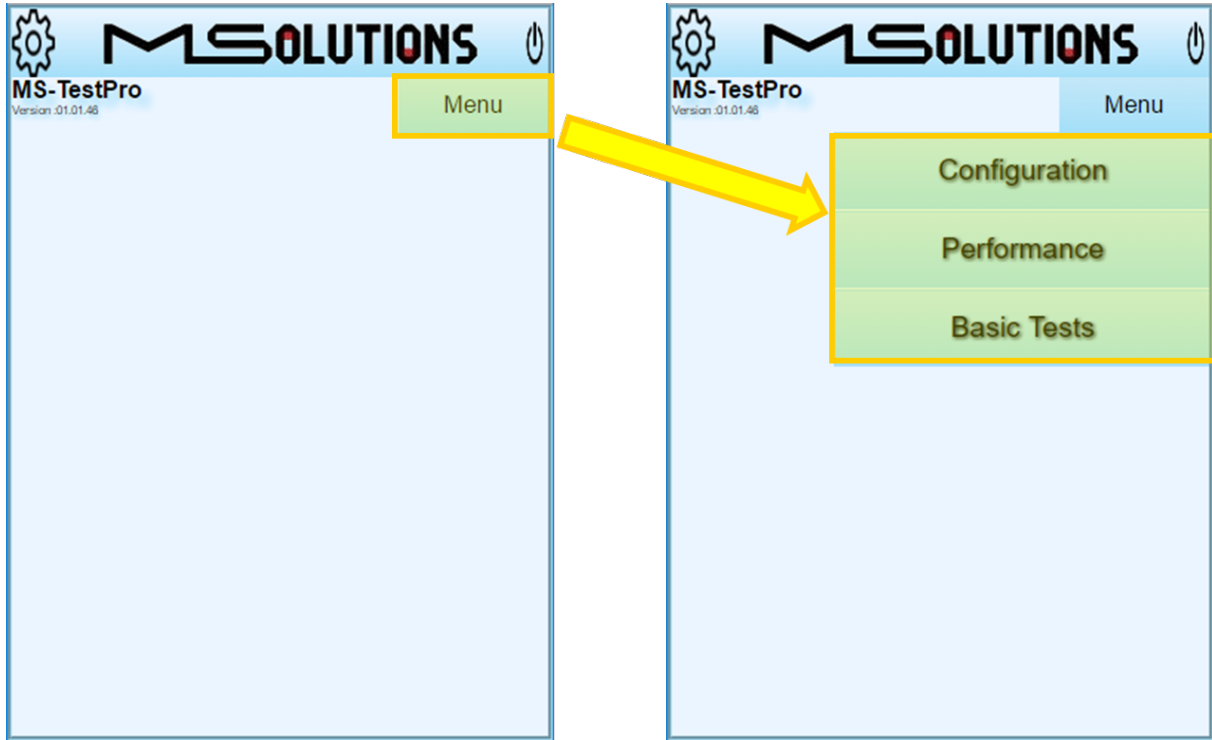 MSOLUTIONS
MS-TestPro
Version :01.01.46
Menu
MSOLUTIONS
MS-TestPro
Version :01.01.46
Menu
Configuration
Performance
Basic Tests